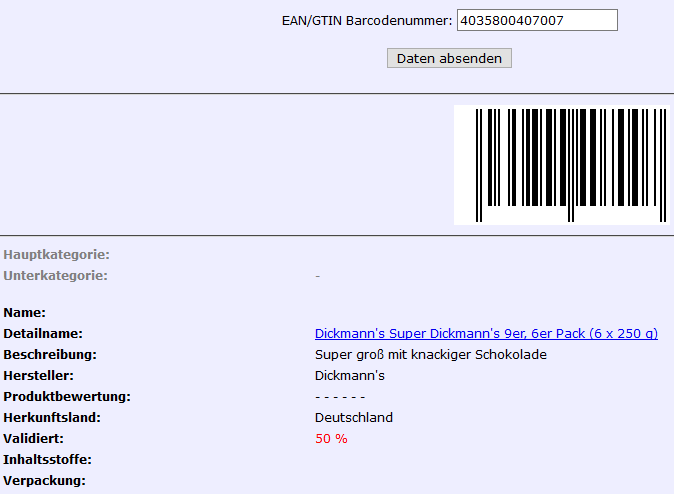 EAN/GTIN Barcodenummer: 4035800407007
Daten absenden
Hauptkategorie:
Unterkategorie: -
Name:
Detailname: Dickmann's Super Dickmann's 9er, 6er Pack (6 x 250 g)
Beschreibung: Super groß mit knackiger Schokolade
Hersteller: Dickmann's
Produktbewertung: - - - - - -
Herkunftsland: Deutschland
Validiert: 50 %
Inhaltsstoffe:
Verpackung: